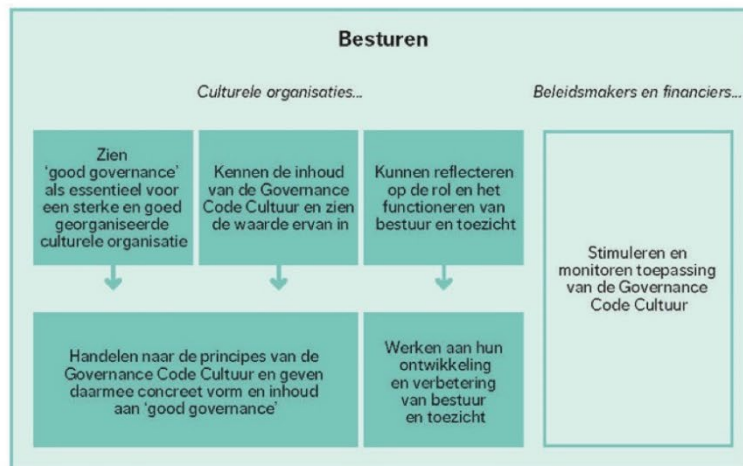 Besturen
Culturele organisaties...
Beleidsmakers en financiers...
Zien
‘good governance’
als essentieel voor
een sterke en goed
georganiseerde
culturele organisatie
Kennen de inhoud
van de Governance
Code Cultuur en zien
de waarde ervan in
Kunnen reflecteren
op de rol en het
functioneren van
bestuur en toezicht
Stimuleren en
monitoren toepassing
van de Governance
Code Cultuur
Handelen naar de principes van de
Governance Code Cultuur en geven
daarmee concreet vorm en inhoud
aan ‘good governance’
Werken aan hun
ontwikkeling
en verbetering
van bestuur
en toezicht